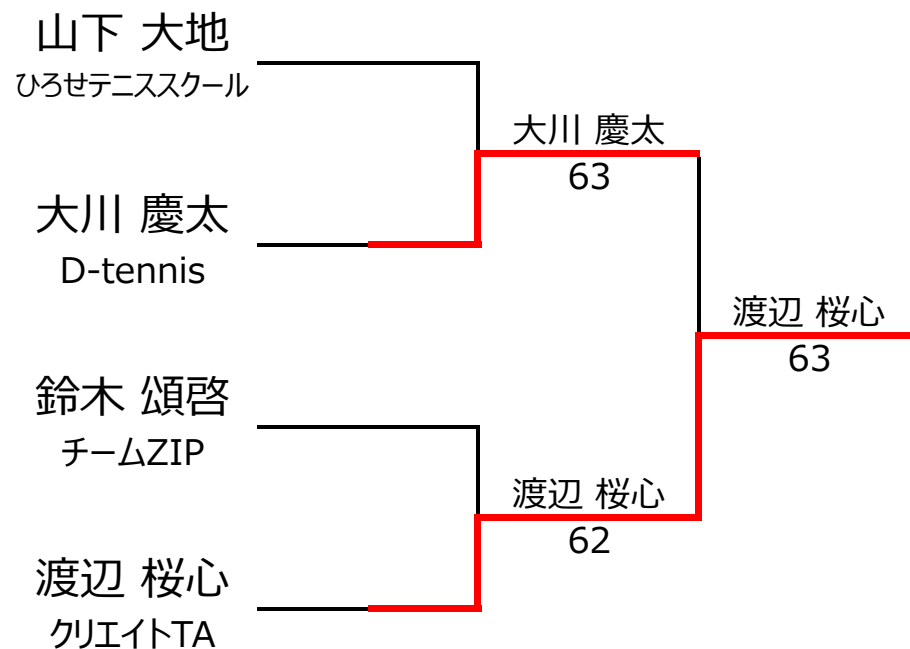 山下 大地
ひろせテニススクール
大川 慶太
63
大川 慶太
D-tennis
渡辺 桜心
63
鈴木 頌啓
チームZIP
渡辺 桜心
62
渡辺 桜心
クリエイトTA